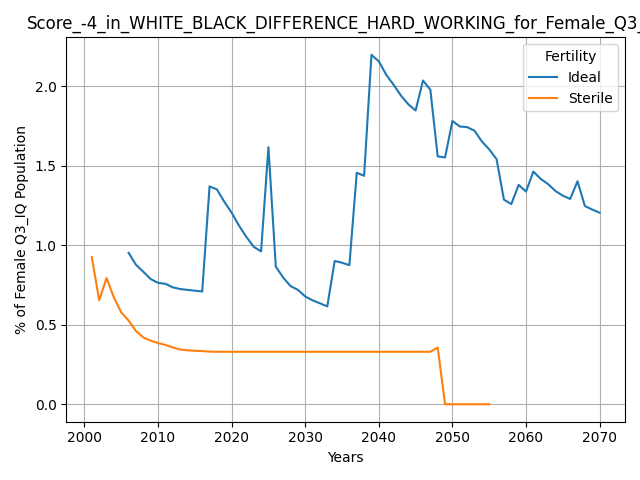 Score_-4_in_WHITE_BLACK_DIFFERENCE_HARD_WORKING_for_Female_Q3_
Fertility
Ideal
Sterile
% of Female Q3_IQ Population
2.0
1.5
1.0
0.5
0.0
2000 2010 2020 2030 2040 2050 2060 2070
Years